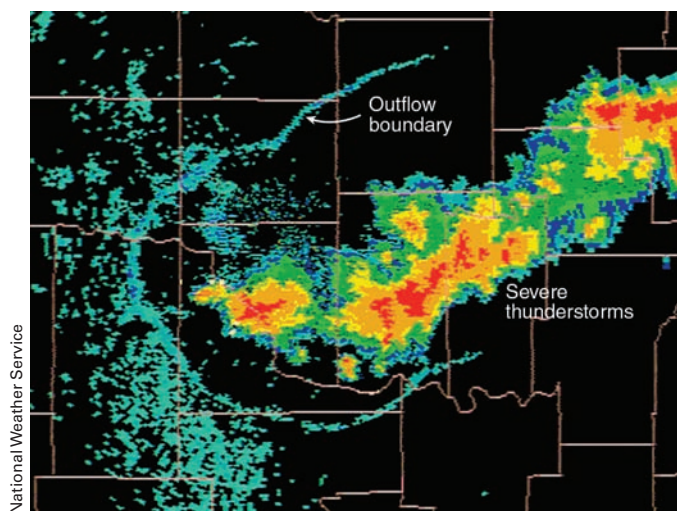 Outflow
boundary
Severe
thunderstorms
National Weather Service